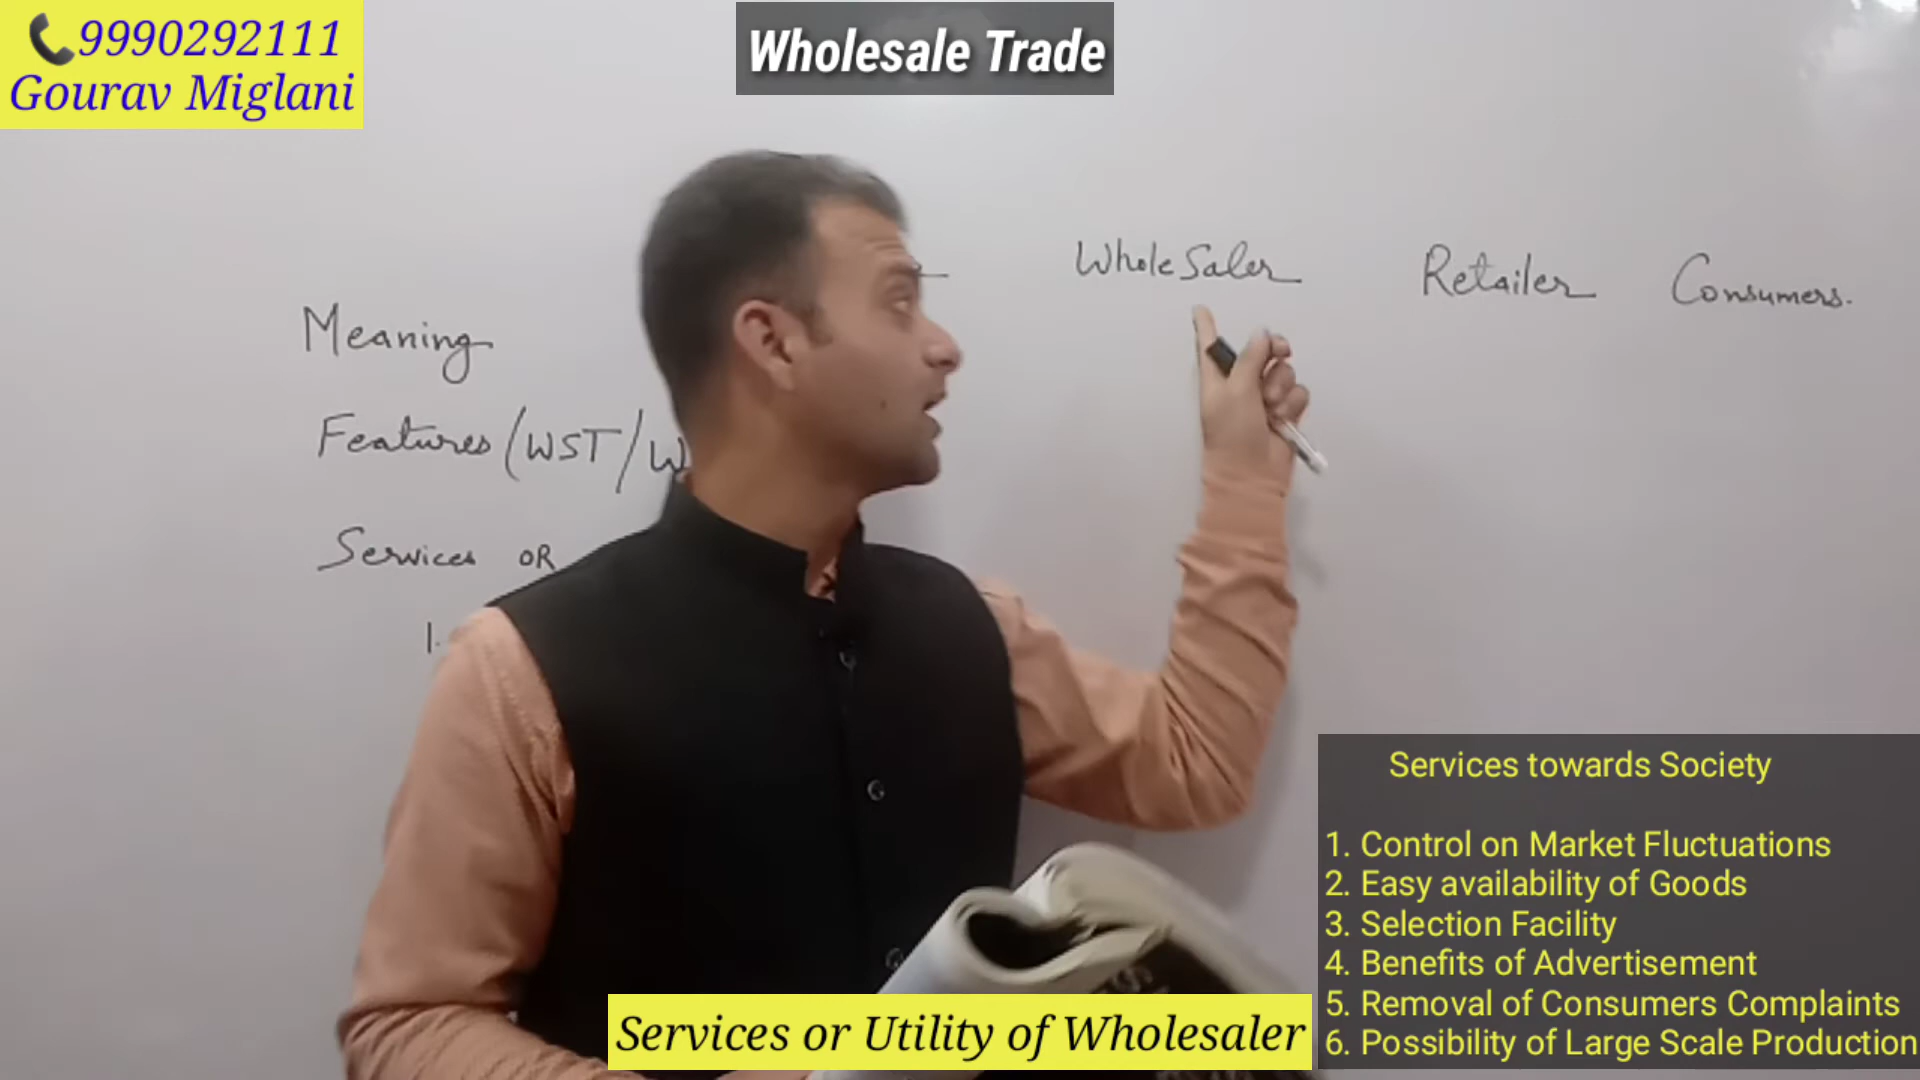 9990292111
Gourav Miglani
Wholesale Trade
WholeSaler Retailer Consumers.
Meaning
Features (WST/W
Services OR
1.
Services towards Society
1. Control on Market Fluctuations
2. Easy availability of Goods
3. Selection Facility
4. Benefits of Advertisement
5. Removal of Consumers Complaints
6. Possibility of Large Scale Production
Services or Utility of Wholesaler